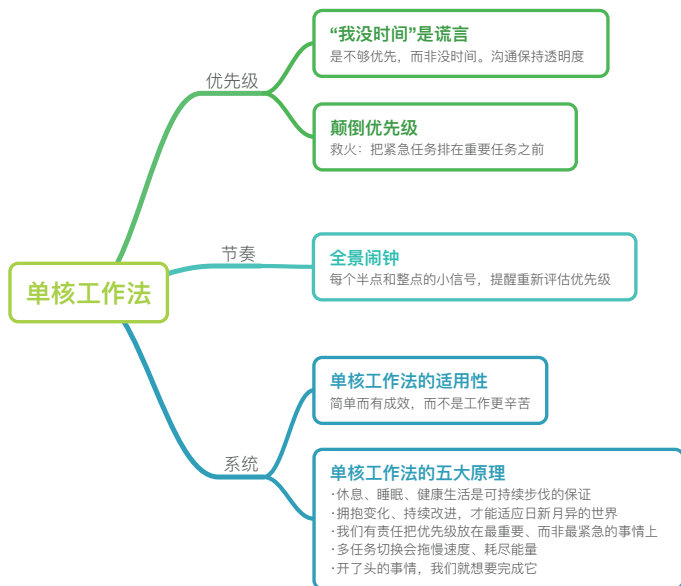 单核工作法
优先级
“我没时间”是谎言
是不够优先，而非没时间。沟通保持透明度
颠倒优先级
救火：把紧急任务排在重要任务之前
节奏
全景闹钟
每个半点和整点的小信号，提醒重新评估优先级
系统
单核工作法的适用性
简单而有成效，而不是工作更辛苦
单核工作法的五大原理
·休息、睡眠、健康生活是可持续步伐的保证
·拥抱变化、持续改进，才能适应日新月异的世界
·我们有责任把优先级放在最重要、而非最紧急的事情上
·多任务切换会拖慢速度、耗尽能量
·开了头的事情，我们就想要完成它